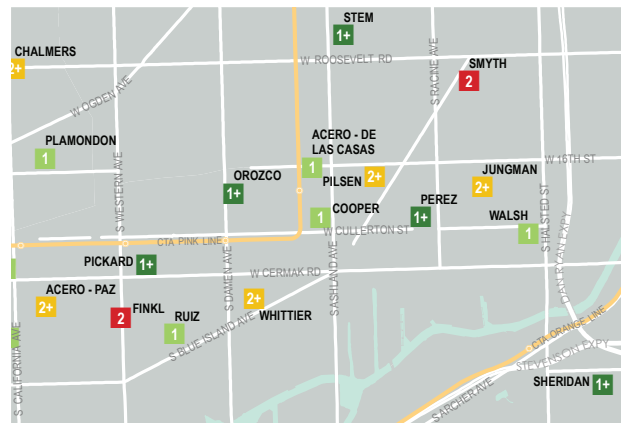 STEM
1+
S RACINE AVE
CHALMERS
2+
W ROOSEVELT RD
SMYTH
2
W OGDEN AVE
PLAMONDON
1
ACERO - DE
LAS CASAS
1
W 16TH ST
S WESTERN AVE
OROZCO
1+
PILSEN
2+
JUNGMAN
2+
COOPER
1
PEREZ
1+
WALSH
1
S HALSTED ST
W CULLERTON ST
CTA PINK LINE
PICKARD
1+
S DAMEN AVE
S ASHLAND AVE
W CERMAK RD
DAN RYAN EXPY
ACERO - PAZ
2+
FINKL
2
RUIZ
1
WHITTIER
2+
S BLUE ISLAND AVE
S CALIFORNIA AVE
CTA ORANGE LINE
STEVENSON EXPY
S ARCHER AVE
SHERIDAN
1+